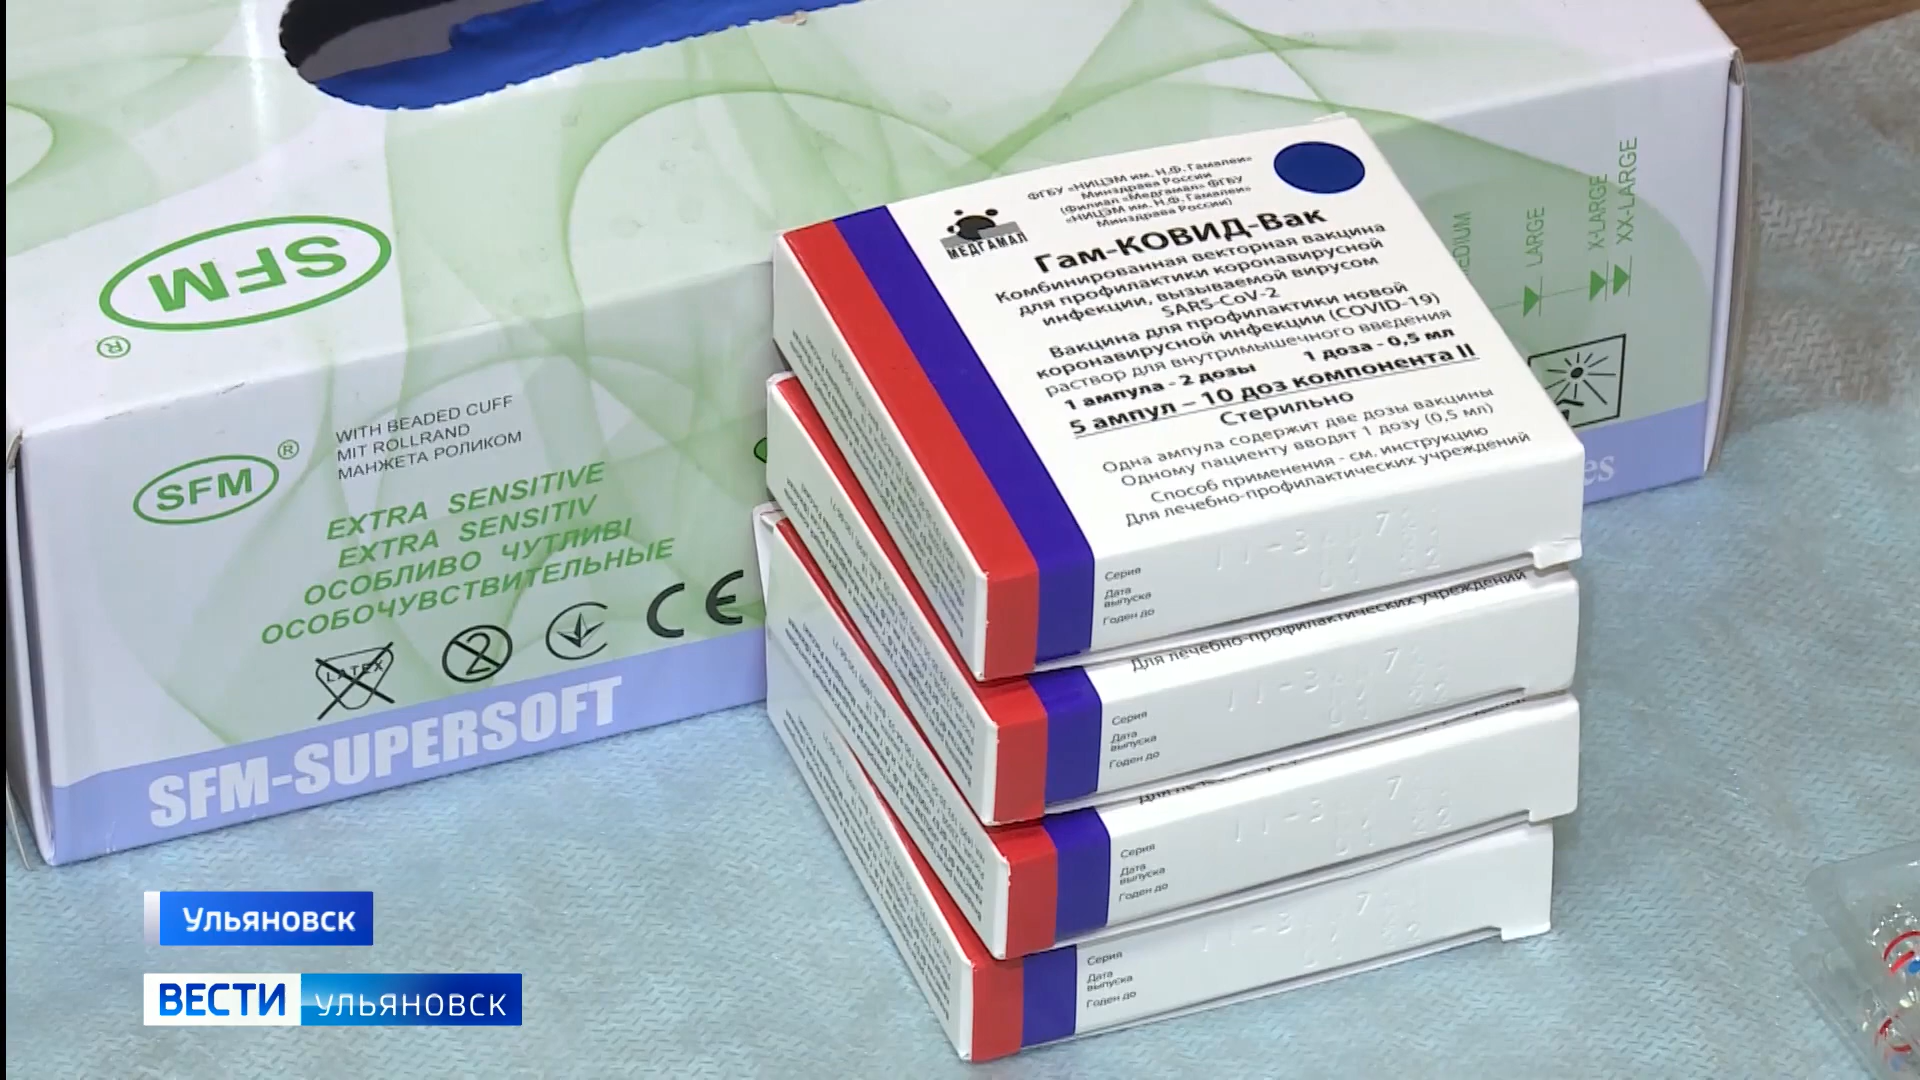 SFM
®
SFM ®
WITH BEADED CUFF
MIT ROLLRAND
МАНЖЕТА РОЛИКОМ
EXTRA SENSITIVE
EXTRA SENSITIV
ОСОБЛИВО ЧУТЛИВІ
ОСОБОЧУВСТВИТЕЛЬНЫЕ
LATEX
2
CE
SFM-SUPERSOFT
EDIUM
LARGE
X-LARGE
XX-LARGE
es
МЕДГАМАЛ
ФГБУ «НИЦЭМ им. Н.Ф. Гамалеи»
Минздрава России
(Филиал «Медгамал» ФГБУ
«НИЦЭМ им. Н.Ф. Гамалеи»
Минздрава России)
Гам-КОВИД-Вак
Комбинированная векторная вакцина
для профилактики коронавирусной
инфекции, вызываемой вирусом
SARS-CoV-2
Вакцина для профилактики новой
коронавирусной инфекции (COVID-19)
раствор для внутримышечного введения
1 ампула - 2 дозы 1 доза - 0,5 мл
5 ампул – 10 доз компонента II
Стерильно
Одна ампула содержит две дозы вакцины
Одному пациенту вводят 1 дозу (0,5 мл)
Способ применения - см. инструкцию
Для лечебно-профилактических учреждений
Серия
Дата
выпуска
Годен до
Для лечебно-профилактических учреждений
Серия
Дата
выпуска
Годен до
Серия
Дата
выпуска
Годен до
Серия
Дата
выпуска
Годен до
Ульяновск
ВЕСТИ УЛЬЯНОВСК